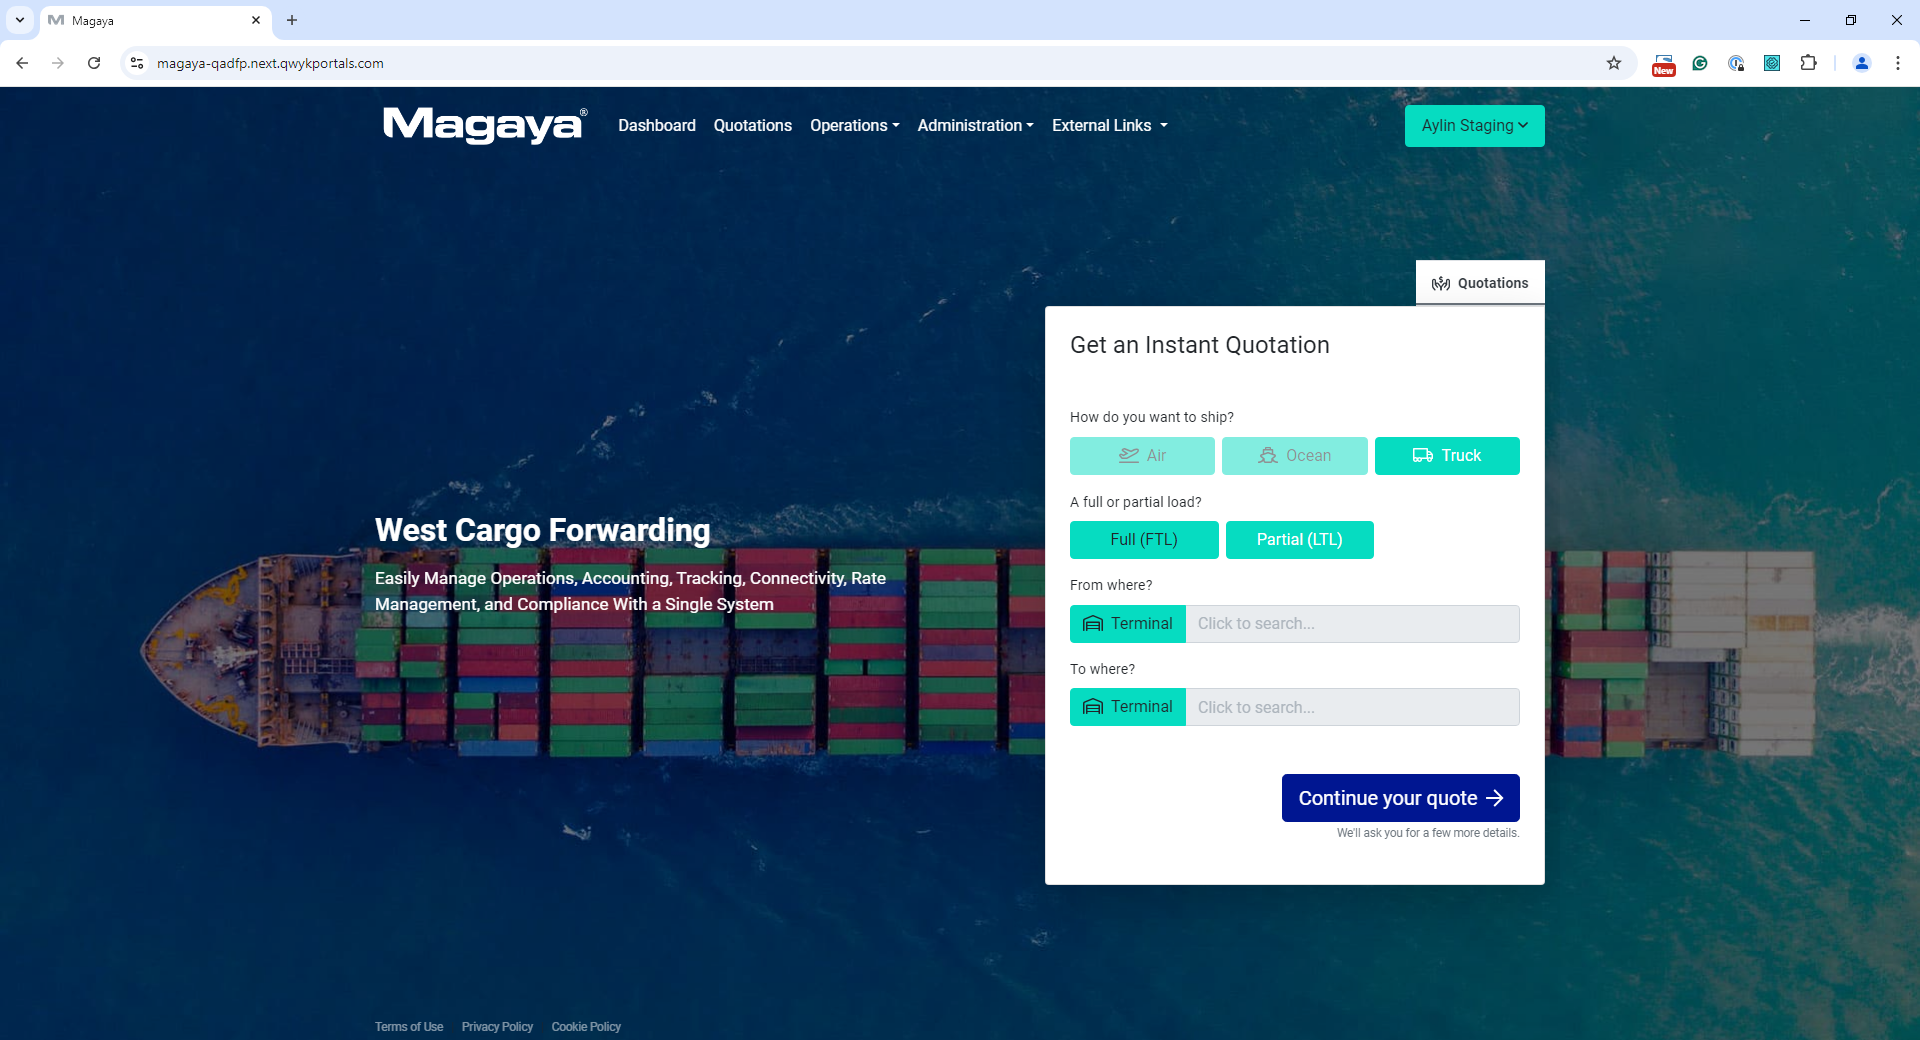 Magaya
magaya-qadfp.next.qwykportals.com
New
Magaya®
Dashboard
Quotations
Operations
Administration
External Links
Aylin Staging
Quotations
Get an Instant Quotation
How do you want to ship?
Air
Ocean
Truck
A full or partial load?
Full (FTL)
Partial (LTL)
From where?
Terminal
Click to search...
To where?
Terminal
Click to search...
Continue your quote
We'll ask you for a few more details.
West Cargo Forwarding
Easily Manage Operations, Accounting, Tracking, Connectivity, Rate
Management, and Compliance With a Single System
Terms of Use
Privacy Policy
Cookie Policy